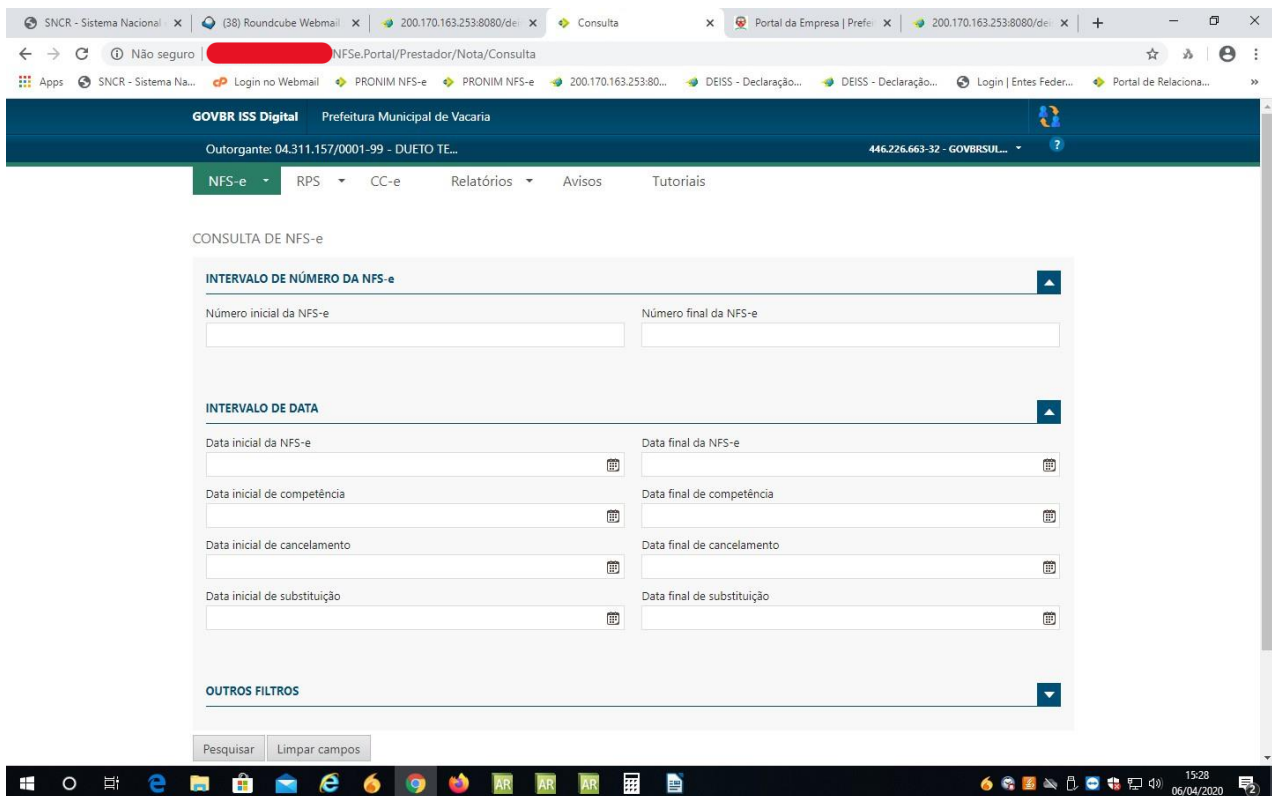 SNCR - Sistema Nacional
(38) Roundcube Webmail
200.170.163.253:8080/dei
Consulta
Portal da Empresa | Prefei
200.170.163.253:8080/dei
Não seguro
NFSe.Portal/Prestador/Nota/Consulta
Apps
SNCR - Sistema Na...
Login no Webmail
PRONIM NFS-e
PRONIM NFS-e
200.170.163.253:80...
DEISS - Declaração...
DEISS - Declaração...
Login | Entes Feder...
Portal de Relaciona...
»
GOVBR ISS Digital Prefeitura Municipal de Vacaria
Outorgante: 04.311.157/0001-99 - DUETO TE...
446.226.663-32 - GOVBRSUL...
?
NFS-e RPS CC-e Relatórios Avisos Tutoriais
CONSULTA DE NFS-e
INTERVALO DE NÚMERO DA NFS-e
Número inicial da NFS-e
Número final da NFS-e
INTERVALO DE DATA
Data inicial da NFS-e
Data final da NFS-e
Data inicial de competência
Data final de competência
Data inicial de cancelamento
Data final de cancelamento
Data inicial de substituição
Data final de substituição
OUTROS FILTROS
Pesquisar
Limpar campos
AR AR AR
15:28
06/04/2020
2